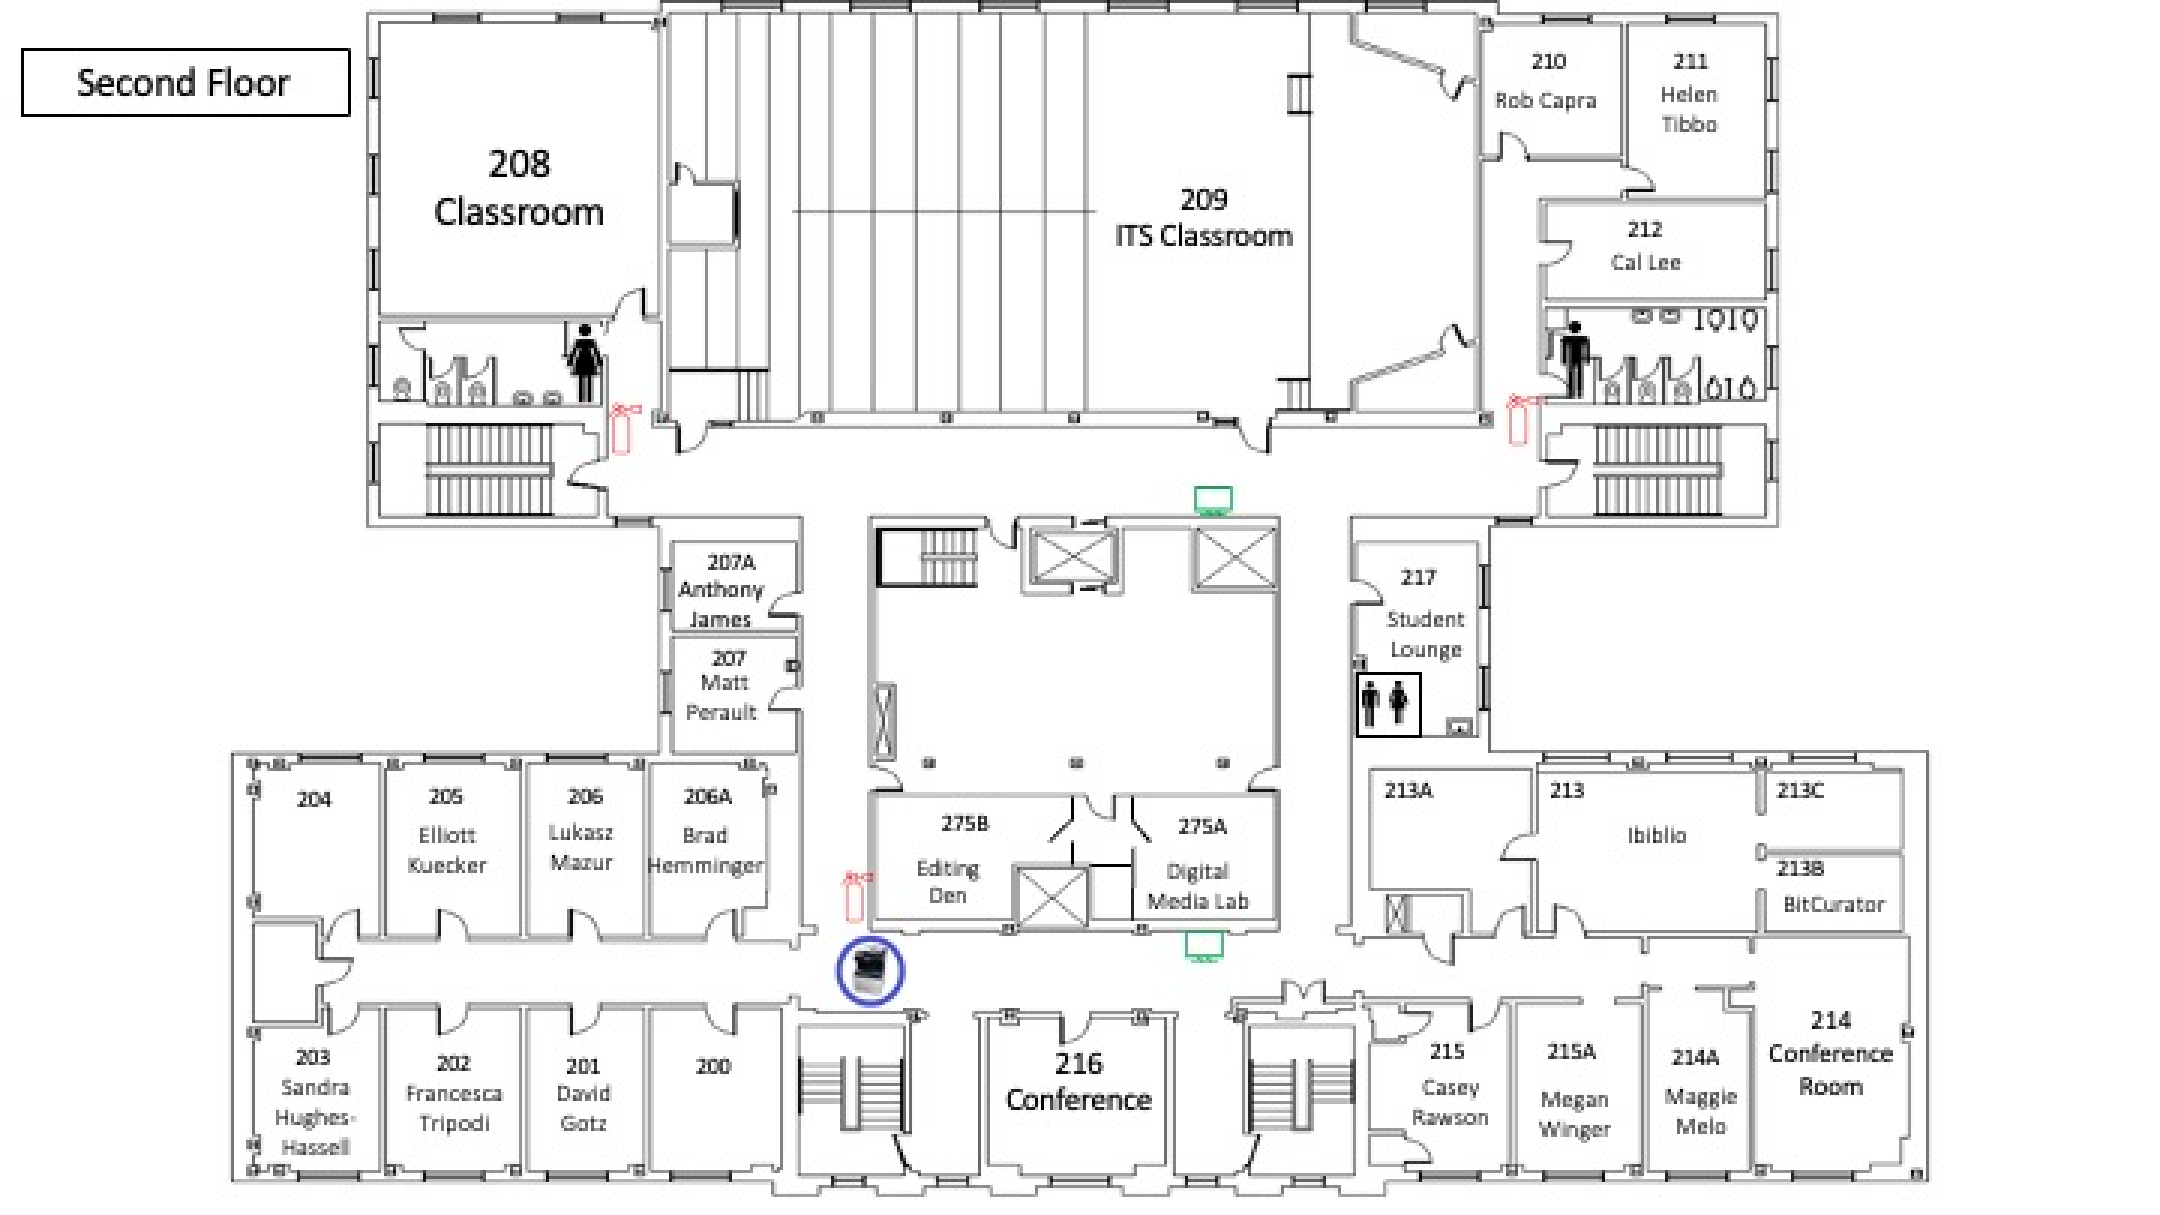 Second Floor
208
Classroom
209
ITS Classroom
210
Rob Capra
211
Helen
Tibbo
212
Cal Lee
207A
Anthony
James
207
Matt
Perault
217
Student
Lounge
204
205
Elliott
Kuecker
206
Lukasz
Mazur
206A
Brad
Hemminger
275B
Editing
Den
275A
Digital
Media Lab
213A
213
Ibiblio
213C
213B
BitCurator
203
Sandra
Hughes-
Hassell
202
Francesca
Tripodi
201
David
Gotz
200
216
Conference
215
Casey
Rawson
215A
Megan
Winger
214A
Maggie
Melo
214
Conference
Room